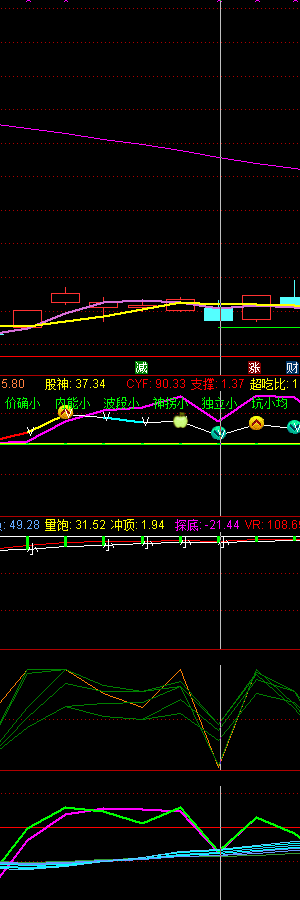 减 涨 财
5.80 股神: 37.34 CYF: 90.33 支撑: 1.37 超吃比: 1
价确小 内能小 波段小 神拐小 独立小 坑小均
: 49.28 量饱: 31.52 冲顶: 1.94 探底: -21.44 VR: 108.6